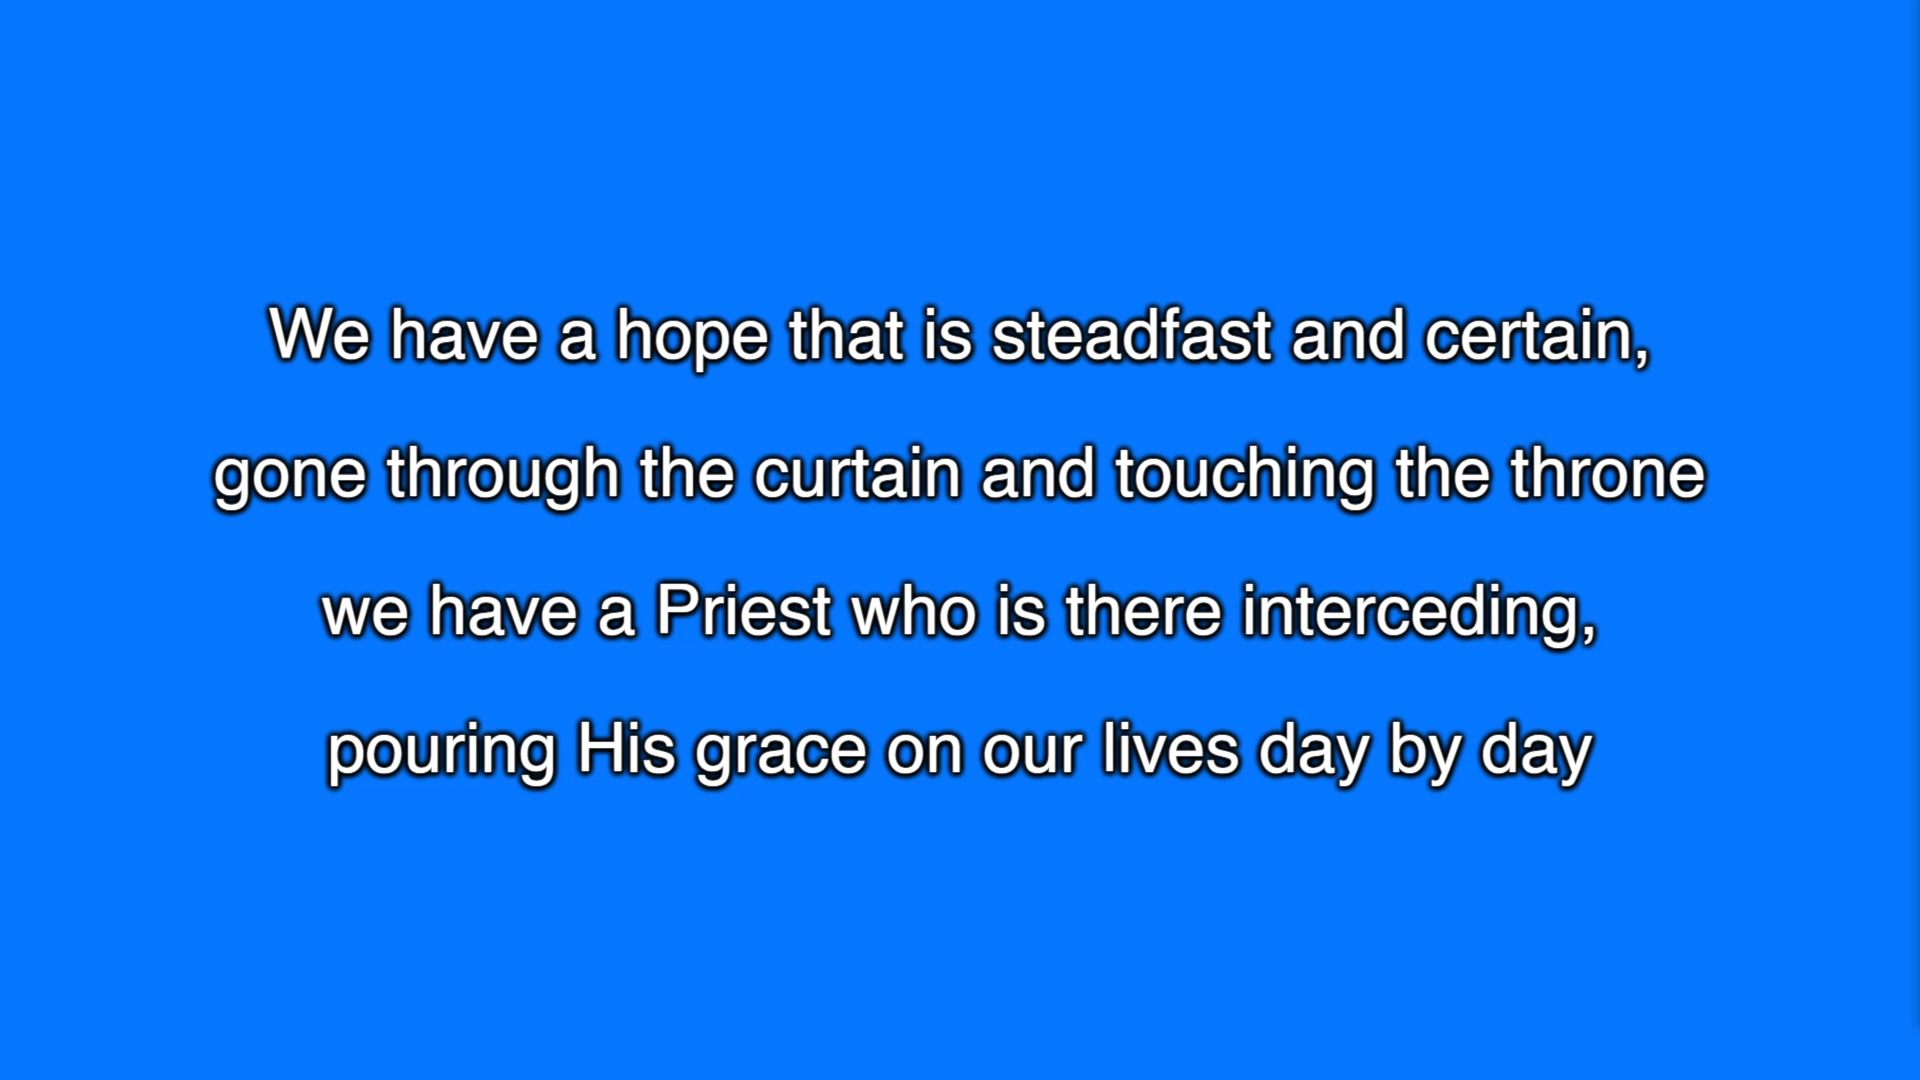 We have a hope that is steadfast and certain,
gone through the curtain and touching the throne
we have a Priest who is there interceding,
pouring His grace on our lives day by day